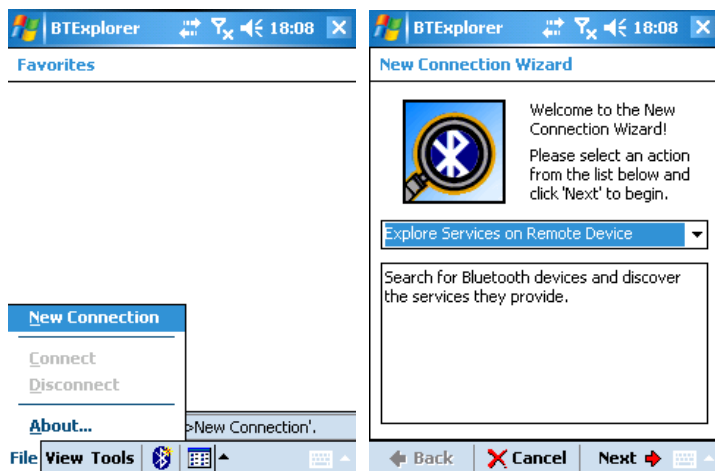 BTExplorer 18:08
Favorites
New Connection
Connect
Disconnect
About...
>New Connection'.
File View Tools
BTExplorer 18:08
New Connection Wizard
Welcome to the New
Connection Wizard!
Please select an action
from the list below and
click 'Next' to begin.
Explore Services on Remote Device
Search for Bluetooth devices and discover
the services they provide.
Back Cancel Next